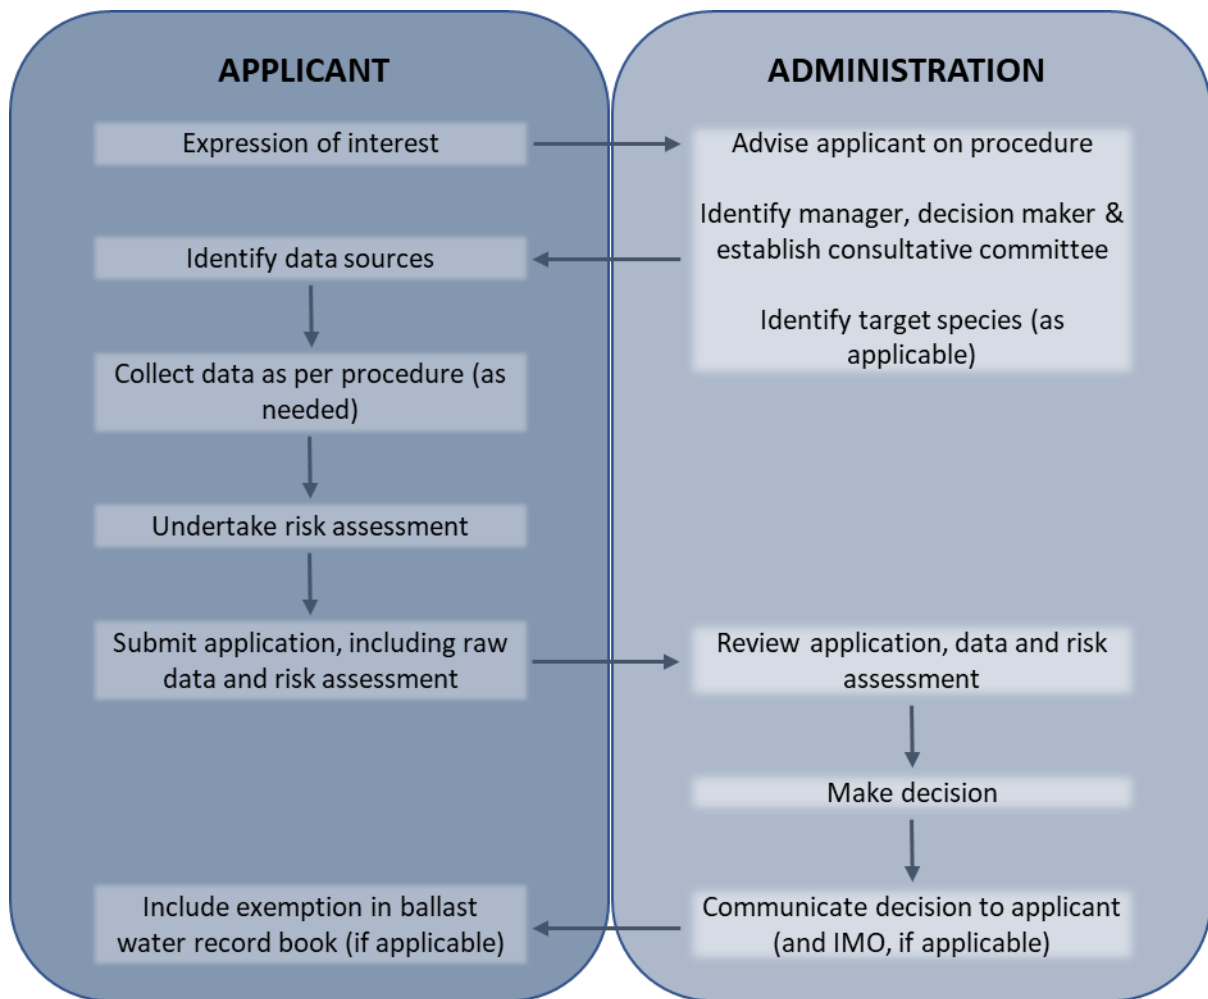 APPLICANT
Expression of interest
Identify data sources
Collect data as per procedure (as
needed)
Undertake risk assessment
Submit application, including raw
data and risk assessment
Include exemption in ballast
water record book (if applicable)
ADMINISTRATION
Advise applicant on procedure
Identify manager, decision maker &
establish consultative committee
Identify target species (as
applicable)
Review application, data and risk
assessment
Make decision
Communicate decision to applicant
(and IMO, if applicable)